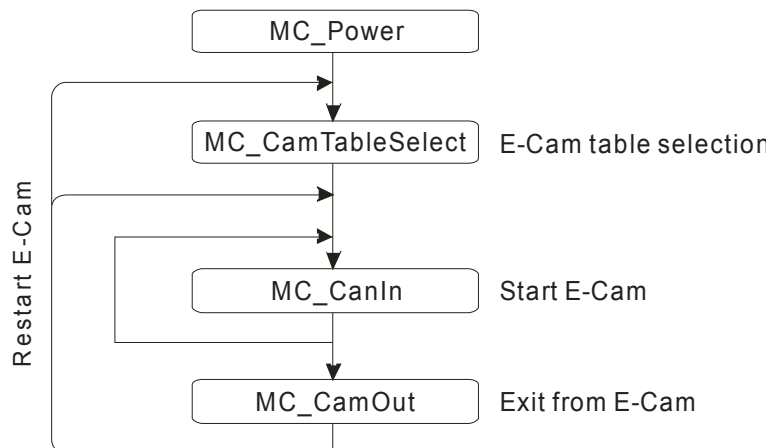 MC_Power
MC_CamTableSelect
E-Cam table selection
Restart E-Cam
MC_CanIn
Start E-Cam
MC_CamOut
Exit from E-Cam